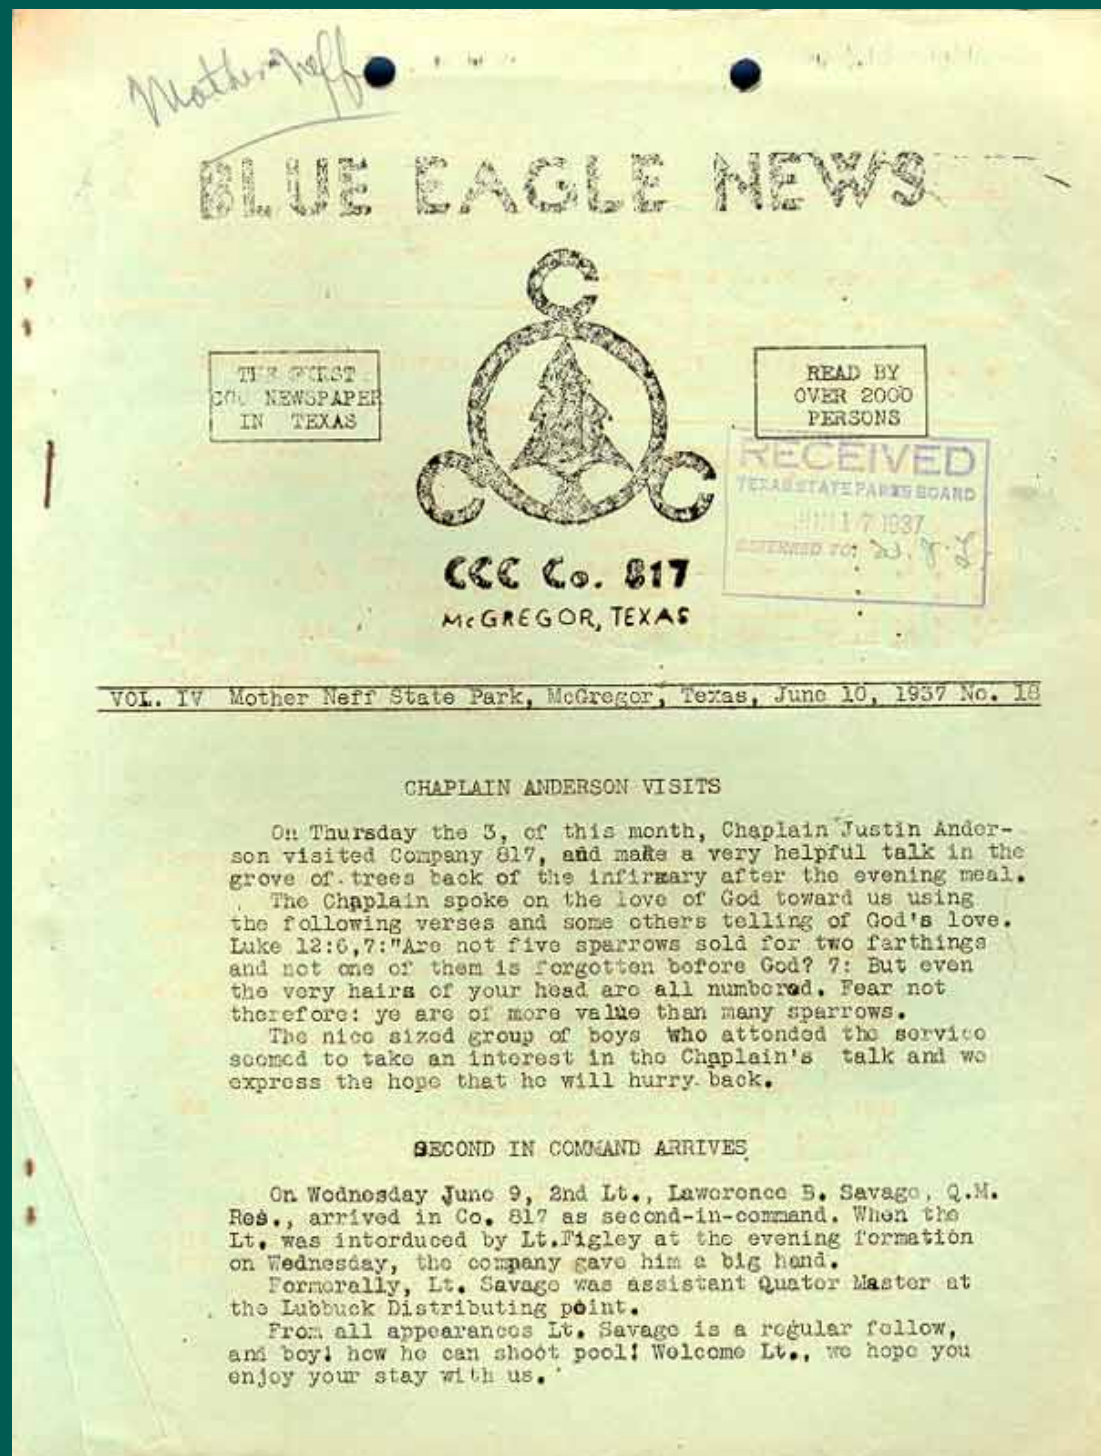 Mother Neff
BLUE EAGLE NEWS
C
THE FIRST
CCC NEWSPAPER
IN TEXAS
READ BY
OVER 2000
PERSONS
C C
RECEIVED
TEXAS STATE PARKS BOARD
17 1937
REFERRED TO:
CCC Co. 817
McGREGOR, TEXAS
VOL. IV Mother Neff State Park, McGregor, Texas, June 10, 1937 No. 18
CHAPLAIN ANDERSON VISITS
On Thursday the 3, of this month, Chaplain Justin Ander-
son visited Company 817, and make a very helpful talk in the
grove of trees back of the infirmary after the evening meal.
The Chaplain spoke on the love of God toward us using
the following verses and some others telling of God's love.
Luke 12:6,7:"Are not five sparrows sold for two farthings
and not one of them is forgotten before God? 7: But even
the very hairs of your head are all numbered. Fear not
therefore: ye are of more value than many sparrows.
The nice sized group of boys who attended the service
seemed to take an interest in the Chaplain's talk and we
express the hope that he will hurry back.
SECOND IN COMMAND ARRIVES
On Wednesday June 9, 2nd Lt., Laworence B. Savage, Q.M.
Res., arrived in Co. 817 as second-in-command. When the
Lt. was interduced by Lt.Figley at the evening formation
on Wednesday, the company gave him a big hand.
Formerally, Lt. Savage was assistant Quater Master at
the Lubbuck Distributing point.
From all appearances Lt. Savage is a regular fellow,
and boy! how he can shoot pool! Welcome Lt., we hope you
enjoy your stay with us.